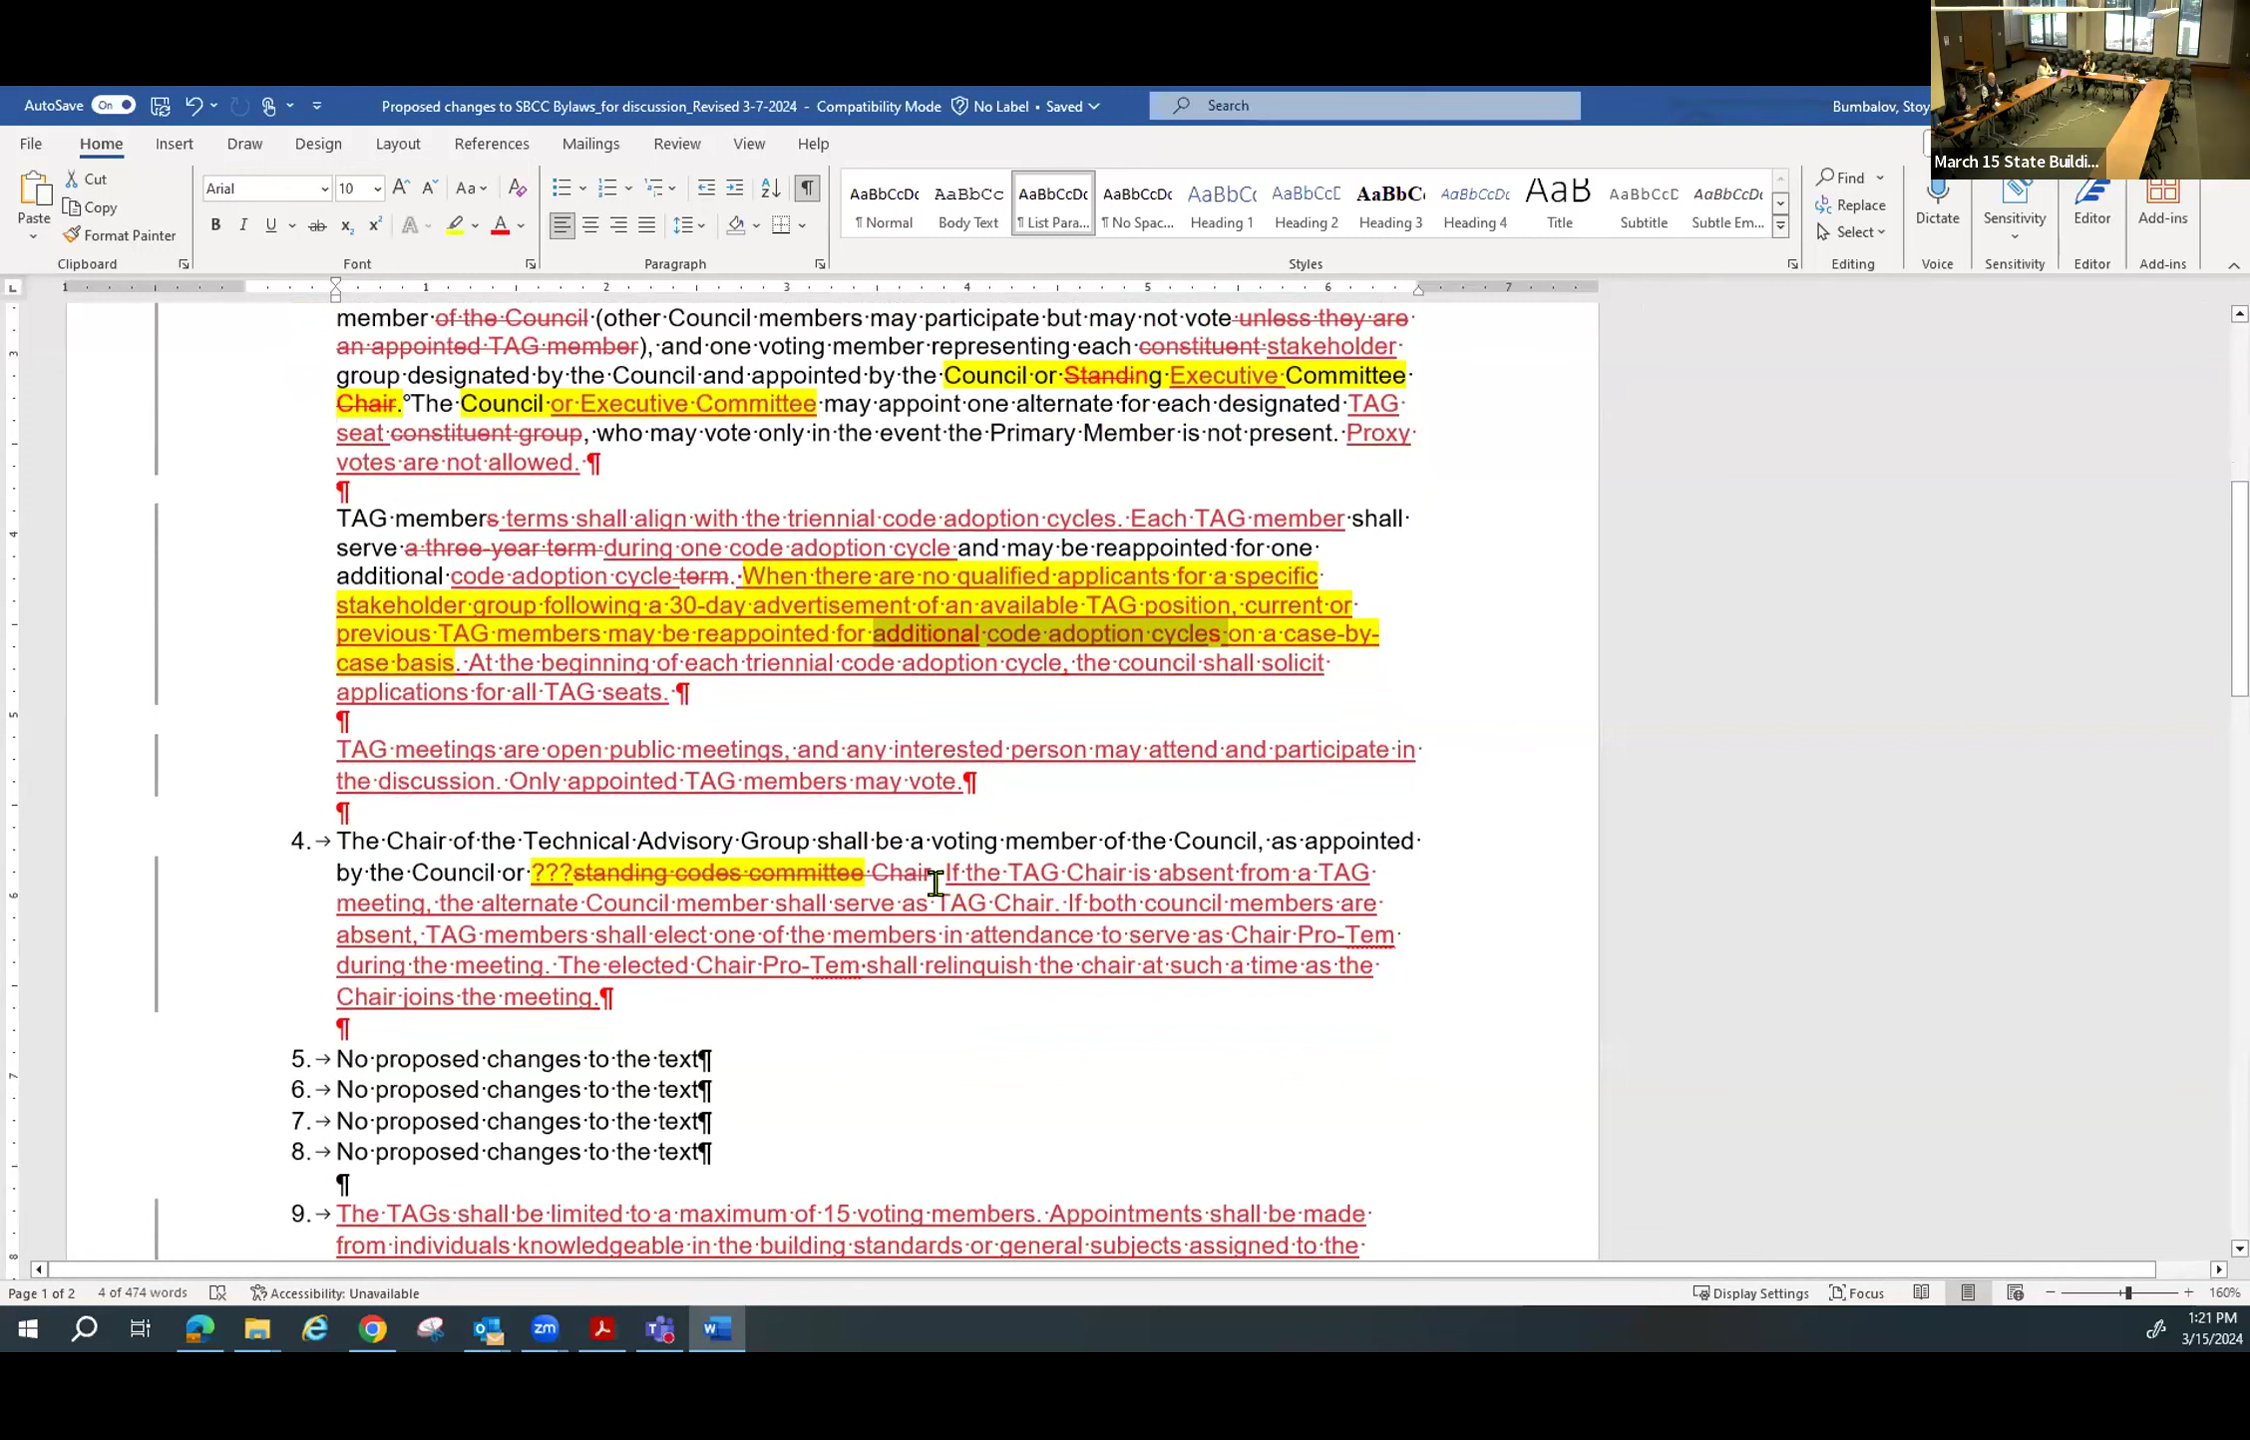 AutoSave On Proposed changes to SBCC Bylaws_for discussion_Revised 3-7-2024 - Compatibility Mode No Label • Saved Search Bumbalov, Stoy
March 15 State Buildi...
File Home Insert Draw Design Layout References Mailings Review View Help
Paste Cut Copy Format Painter Clipboard
Arial 10 Aa A
B I U ab x₂ x² A A Font
Paragraph
AaBbCcDc AaBbCc AaBbCcDc AaBbCcDc AaBbCc AaBbCcD AaBbC AaBbCcDc AaB AaBbCcD AaBbCcDc
¶ Normal Body Text ¶ List Para... ¶ No Spac... Heading 1 Heading 2 Heading 3 Heading 4 Title Subtitle Subtle Em...
Styles
Find Replace Select Editing
Dictate Sensitivity Editor Add-ins
Voice Sensitivity Editor Add-ins
1 1 2 3 4 5 6 7
member of the Council (other Council members may participate but may not vote unless they are
an appointed TAG member), and one voting member representing each constituent stakeholder
group designated by the Council and appointed by the Council or Standing Executive Committee
Chair.°The Council or Executive Committee may appoint one alternate for each designated TAG
seat constituent group, who may vote only in the event the Primary Member is not present. Proxy
votes are not allowed. ¶
¶
TAG members terms shall align with the triennial code adoption cycles. Each TAG member shall
serve a three-year term during one code adoption cycle and may be reappointed for one
additional code adoption cycle term. When there are no qualified applicants for a specific
stakeholder group following a 30-day advertisement of an available TAG position, current or
previous TAG members may be reappointed for additional code adoption cycles on a case-by-
case basis. At the beginning of each triennial code adoption cycle, the council shall solicit
applications for all TAG seats. ¶
¶
TAG meetings are open public meetings, and any interested person may attend and participate in
the discussion. Only appointed TAG members may vote.¶
¶
4. The Chair of the Technical Advisory Group shall be a voting member of the Council, as appointed
by the Council or ???standing codes committee Chair. If the TAG Chair is absent from a TAG
meeting, the alternate Council member shall serve as TAG Chair. If both council members are
absent, TAG members shall elect one of the members in attendance to serve as Chair Pro-Tem
during the meeting. The elected Chair Pro-Tem shall relinquish the chair at such a time as the
Chair joins the meeting.¶
¶
5. No proposed changes to the text¶
6. No proposed changes to the text¶
7. No proposed changes to the text¶
8. No proposed changes to the text¶
¶
9. The TAGs shall be limited to a maximum of 15 voting members. Appointments shall be made
from individuals knowledgeable in the building standards or general subjects assigned to the
Page 1 of 2 4 of 474 words Accessibility: Unavailable Display Settings Focus 160%
zm
1:21 PM
3/15/2024